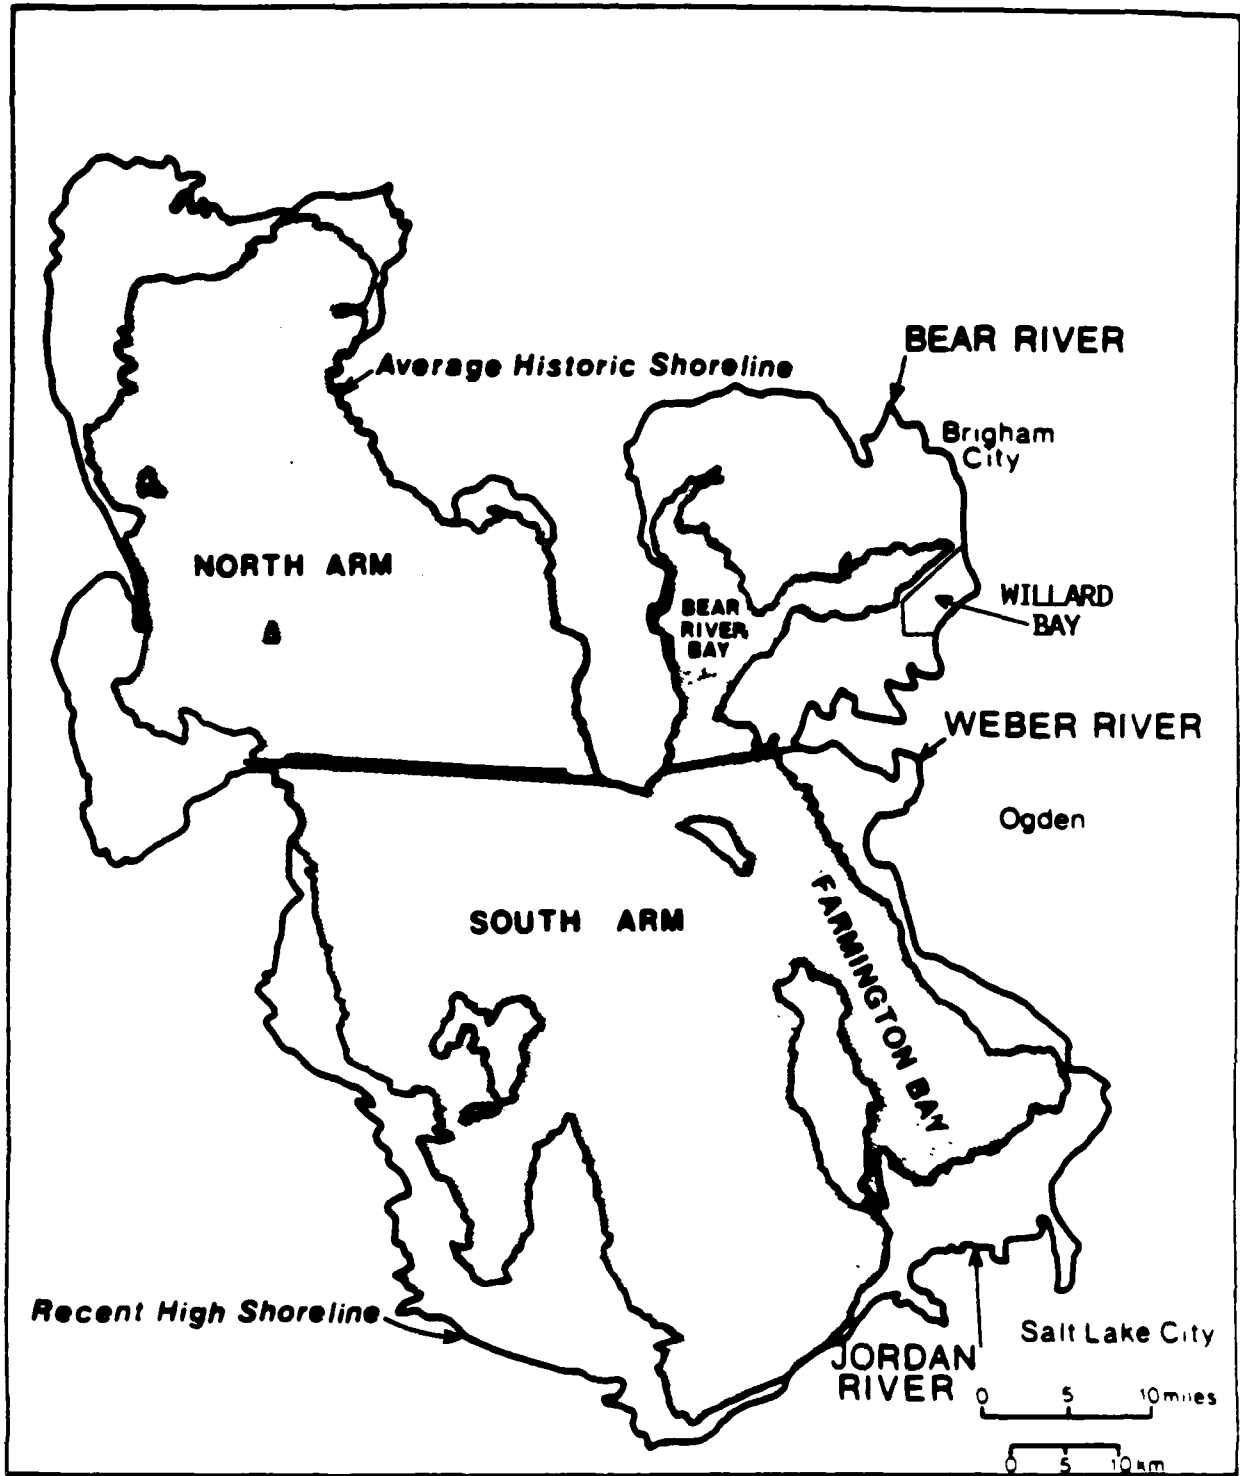 BEAR RIVER
Average Historic Shoreline
Brigham
City
NORTH ARM
BEAR
RIVER
BAY
WILLARD
BAY
WEBER RIVER
Ogden
SOUTH ARM
FARMINGTON BAY
Recent High Shoreline
Salt Lake City
JORDAN
RIVER
0 5 10 miles
0 5 10 km